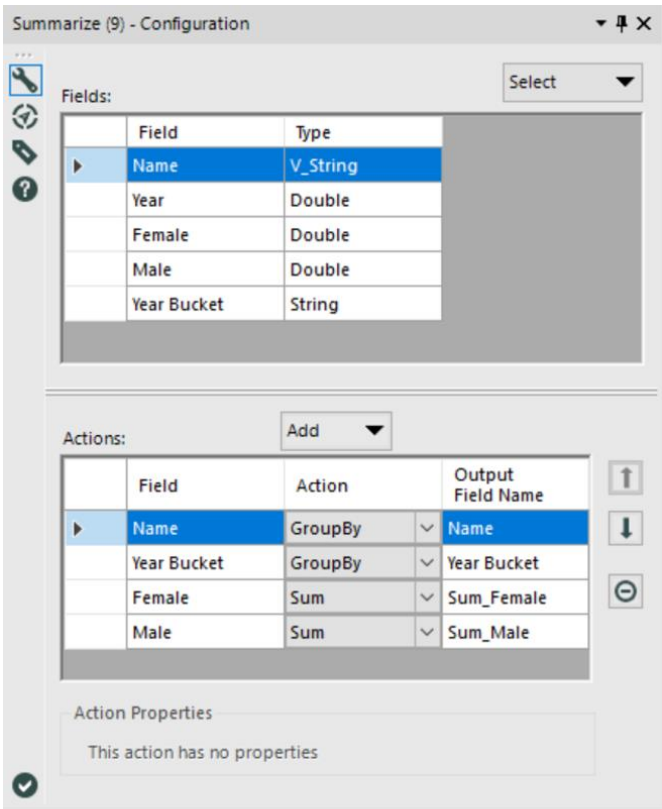 Summarize (9) - Configuration
Select
Fields:
Field Type
Name V_String
Year Double
Female Double
Male Double
Year Bucket String
Add
Actions:
Field Action Output
Field Name
Name GroupBy Name
Year Bucket GroupBy Year Bucket
Female Sum Sum_Female
Male Sum Sum_Male
Action Properties
This action has no properties